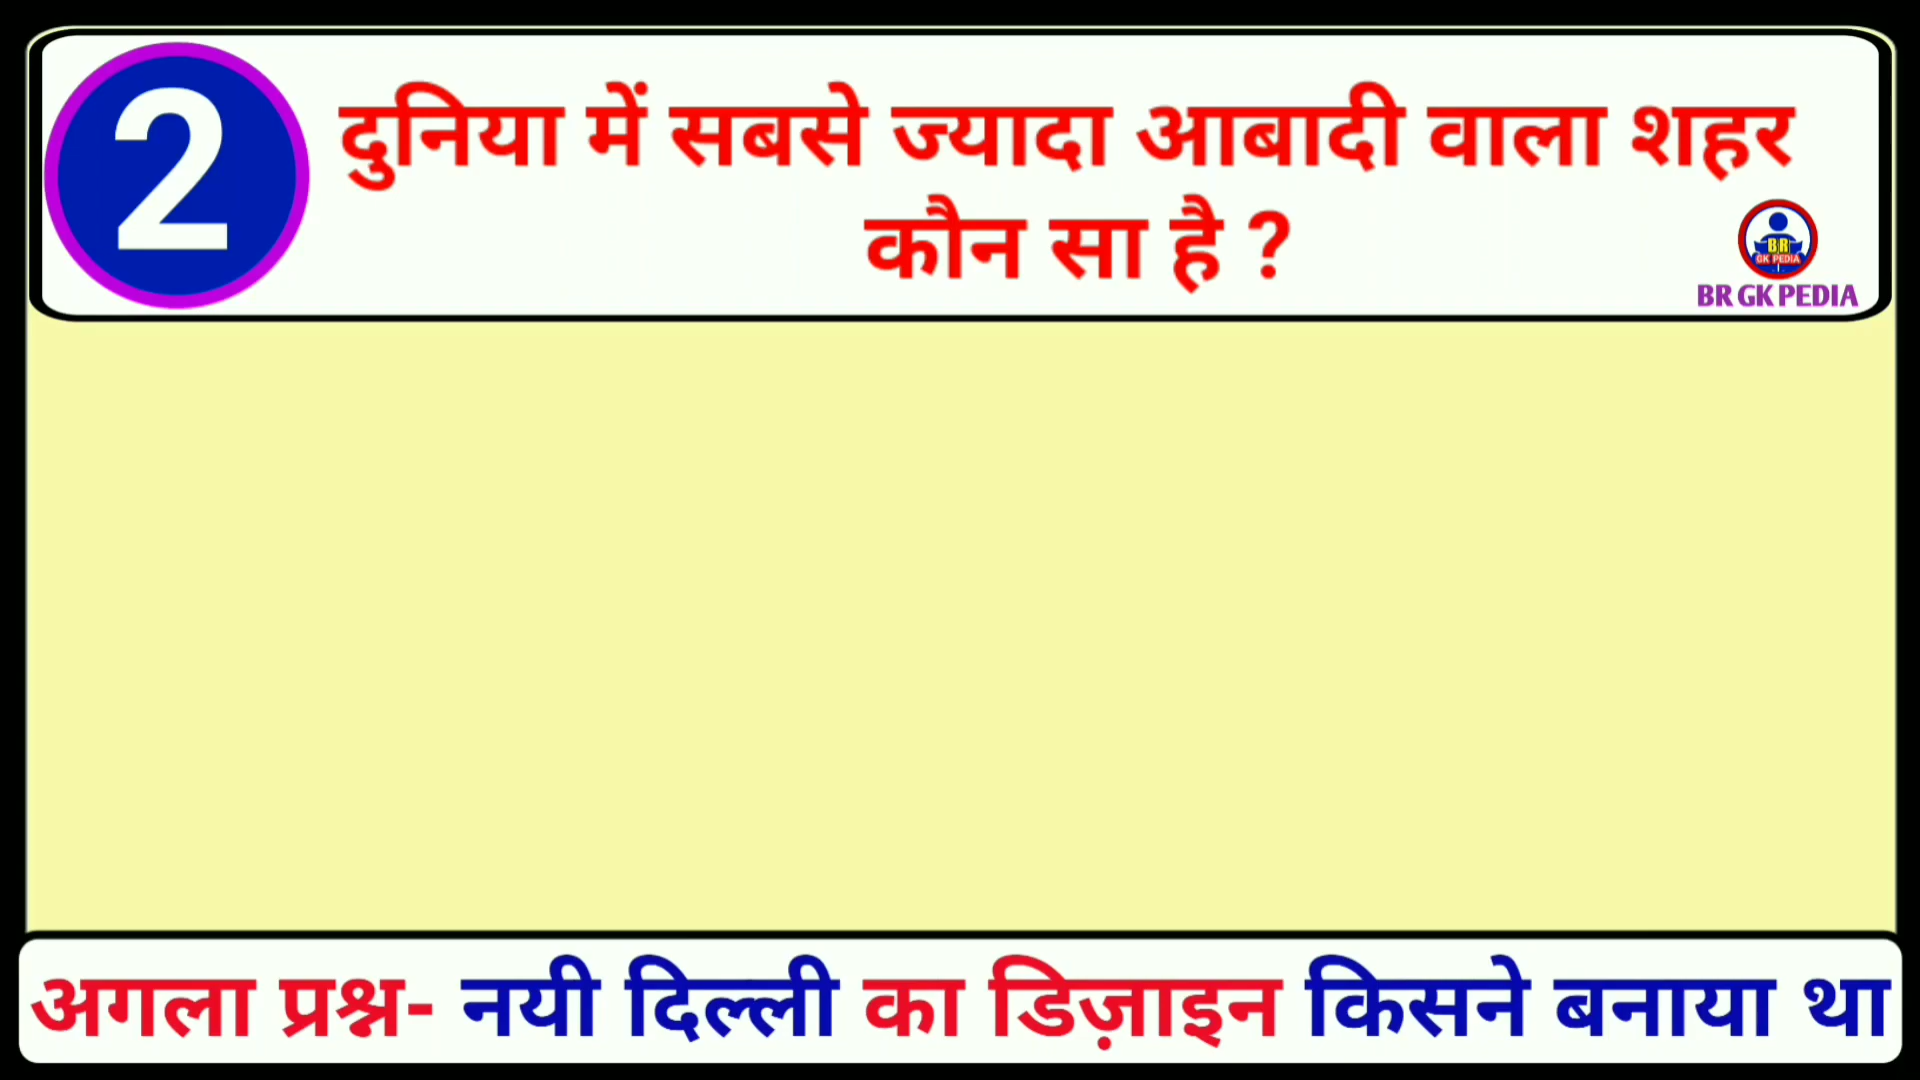 2
दुनिया में सबसे ज्यादा आबादी वाला शहर
कौन सा है ?
BR
GK PEDIA
BR GK PEDIA
अगला प्रश्न- नयी दिल्ली का डिज़ाइन किसने बनाया था